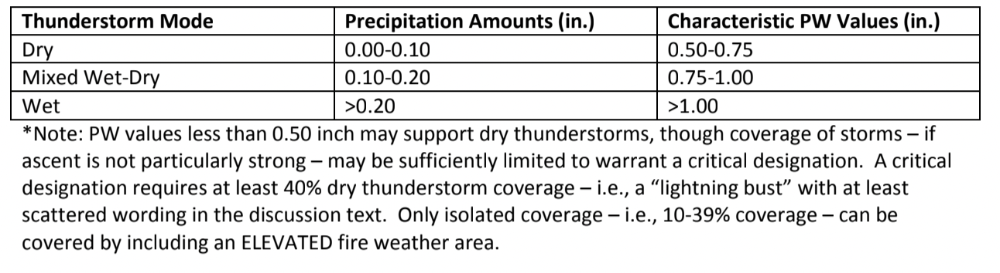 Thunderstorm Mode Precipitation Amounts (in.) Characteristic PW Values (in.)
Dry 0.00-0.10 0.50-0.75
Mixed Wet-Dry 0.10-0.20 0.75-1.00
Wet >0.20 >1.00
*Note: PW values less than 0.50 inch may support dry thunderstorms, though coverage of storms – if
ascent is not particularly strong – may be sufficiently limited to warrant a critical designation.  A critical
designation requires at least 40% dry thunderstorm coverage – i.e., a “lightning bust” with at least
scattered wording in the discussion text.  Only isolated coverage – i.e., 10-39% coverage – can be
covered by including an ELEVATED fire weather area.